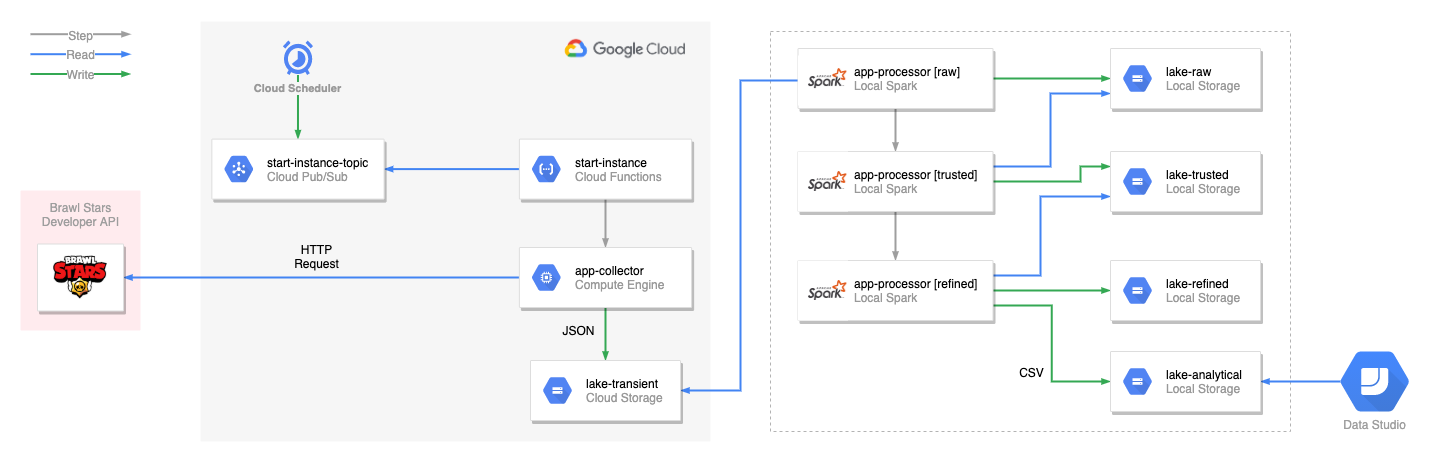 Step
Read
Write
Google Cloud
Cloud Scheduler
start-instance-topic
Cloud Pub/Sub
start-instance
Cloud Functions
Brawl Stars
Developer API
BRAWL
STARS
HTTP
Request
app-collector
Compute Engine
JSON
lake-transient
Cloud Storage
APACHE
Spark
app-processor [raw]
Local Spark
lake-raw
Local Storage
APACHE
Spark
app-processor [trusted]
Local Spark
lake-trusted
Local Storage
APACHE
Spark
app-processor [refined]
Local Spark
lake-refined
Local Storage
CSV
lake-analytical
Local Storage
Data Studio